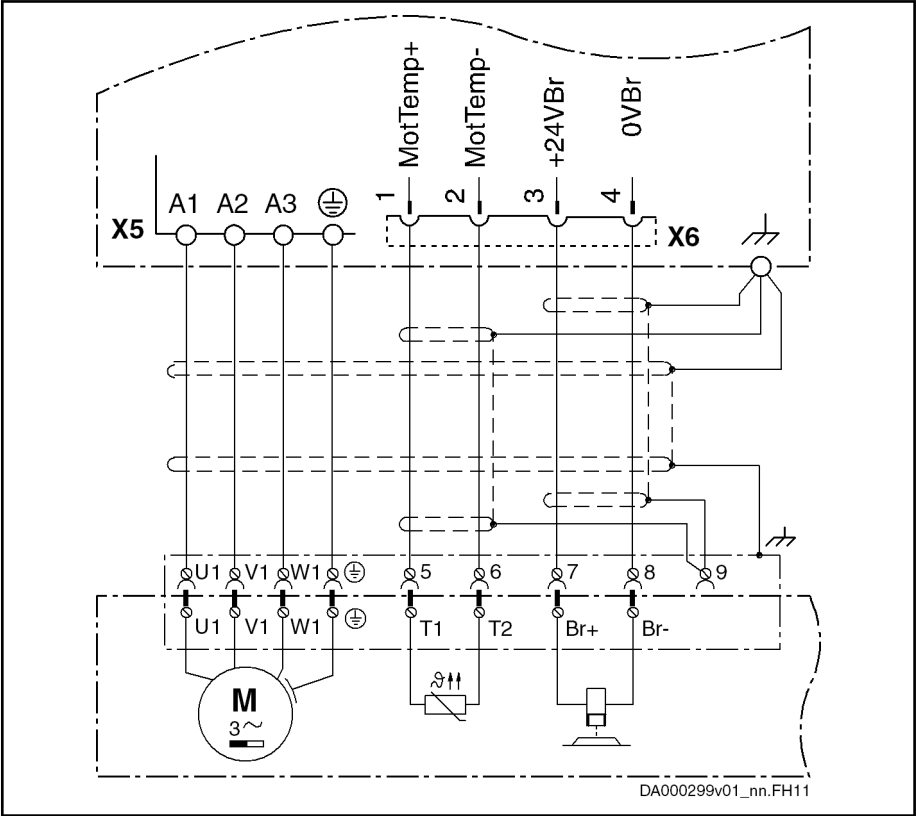 MotTemp+
MotTemp-
+24VBr
0VBr
1 2 3 4
A1 A2 A3
X5
X6
U1 V1 W1 5 6 7 8 9
U1 V1 W1 T1 T2 Br+ Br-
ϑ
M
3~
DA000299v01_nn.FH11